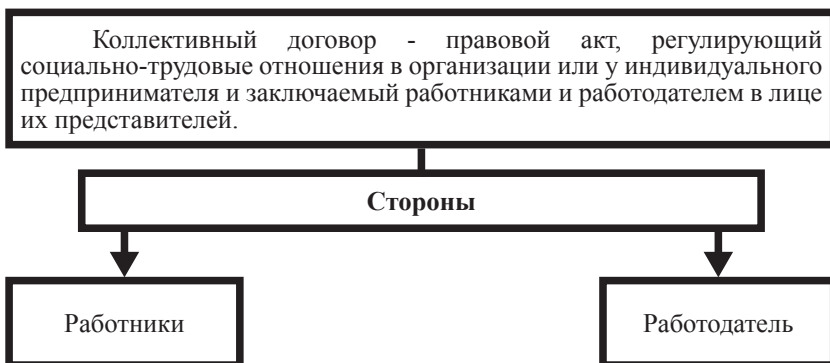 Коллективный договор - правовой акт, регулирующий
социально-трудовые отношения в организации или у индивидуального
предпринимателя и заключаемый работниками и работодателем в лице
их представителей.
Стороны
Работники
Работодатель